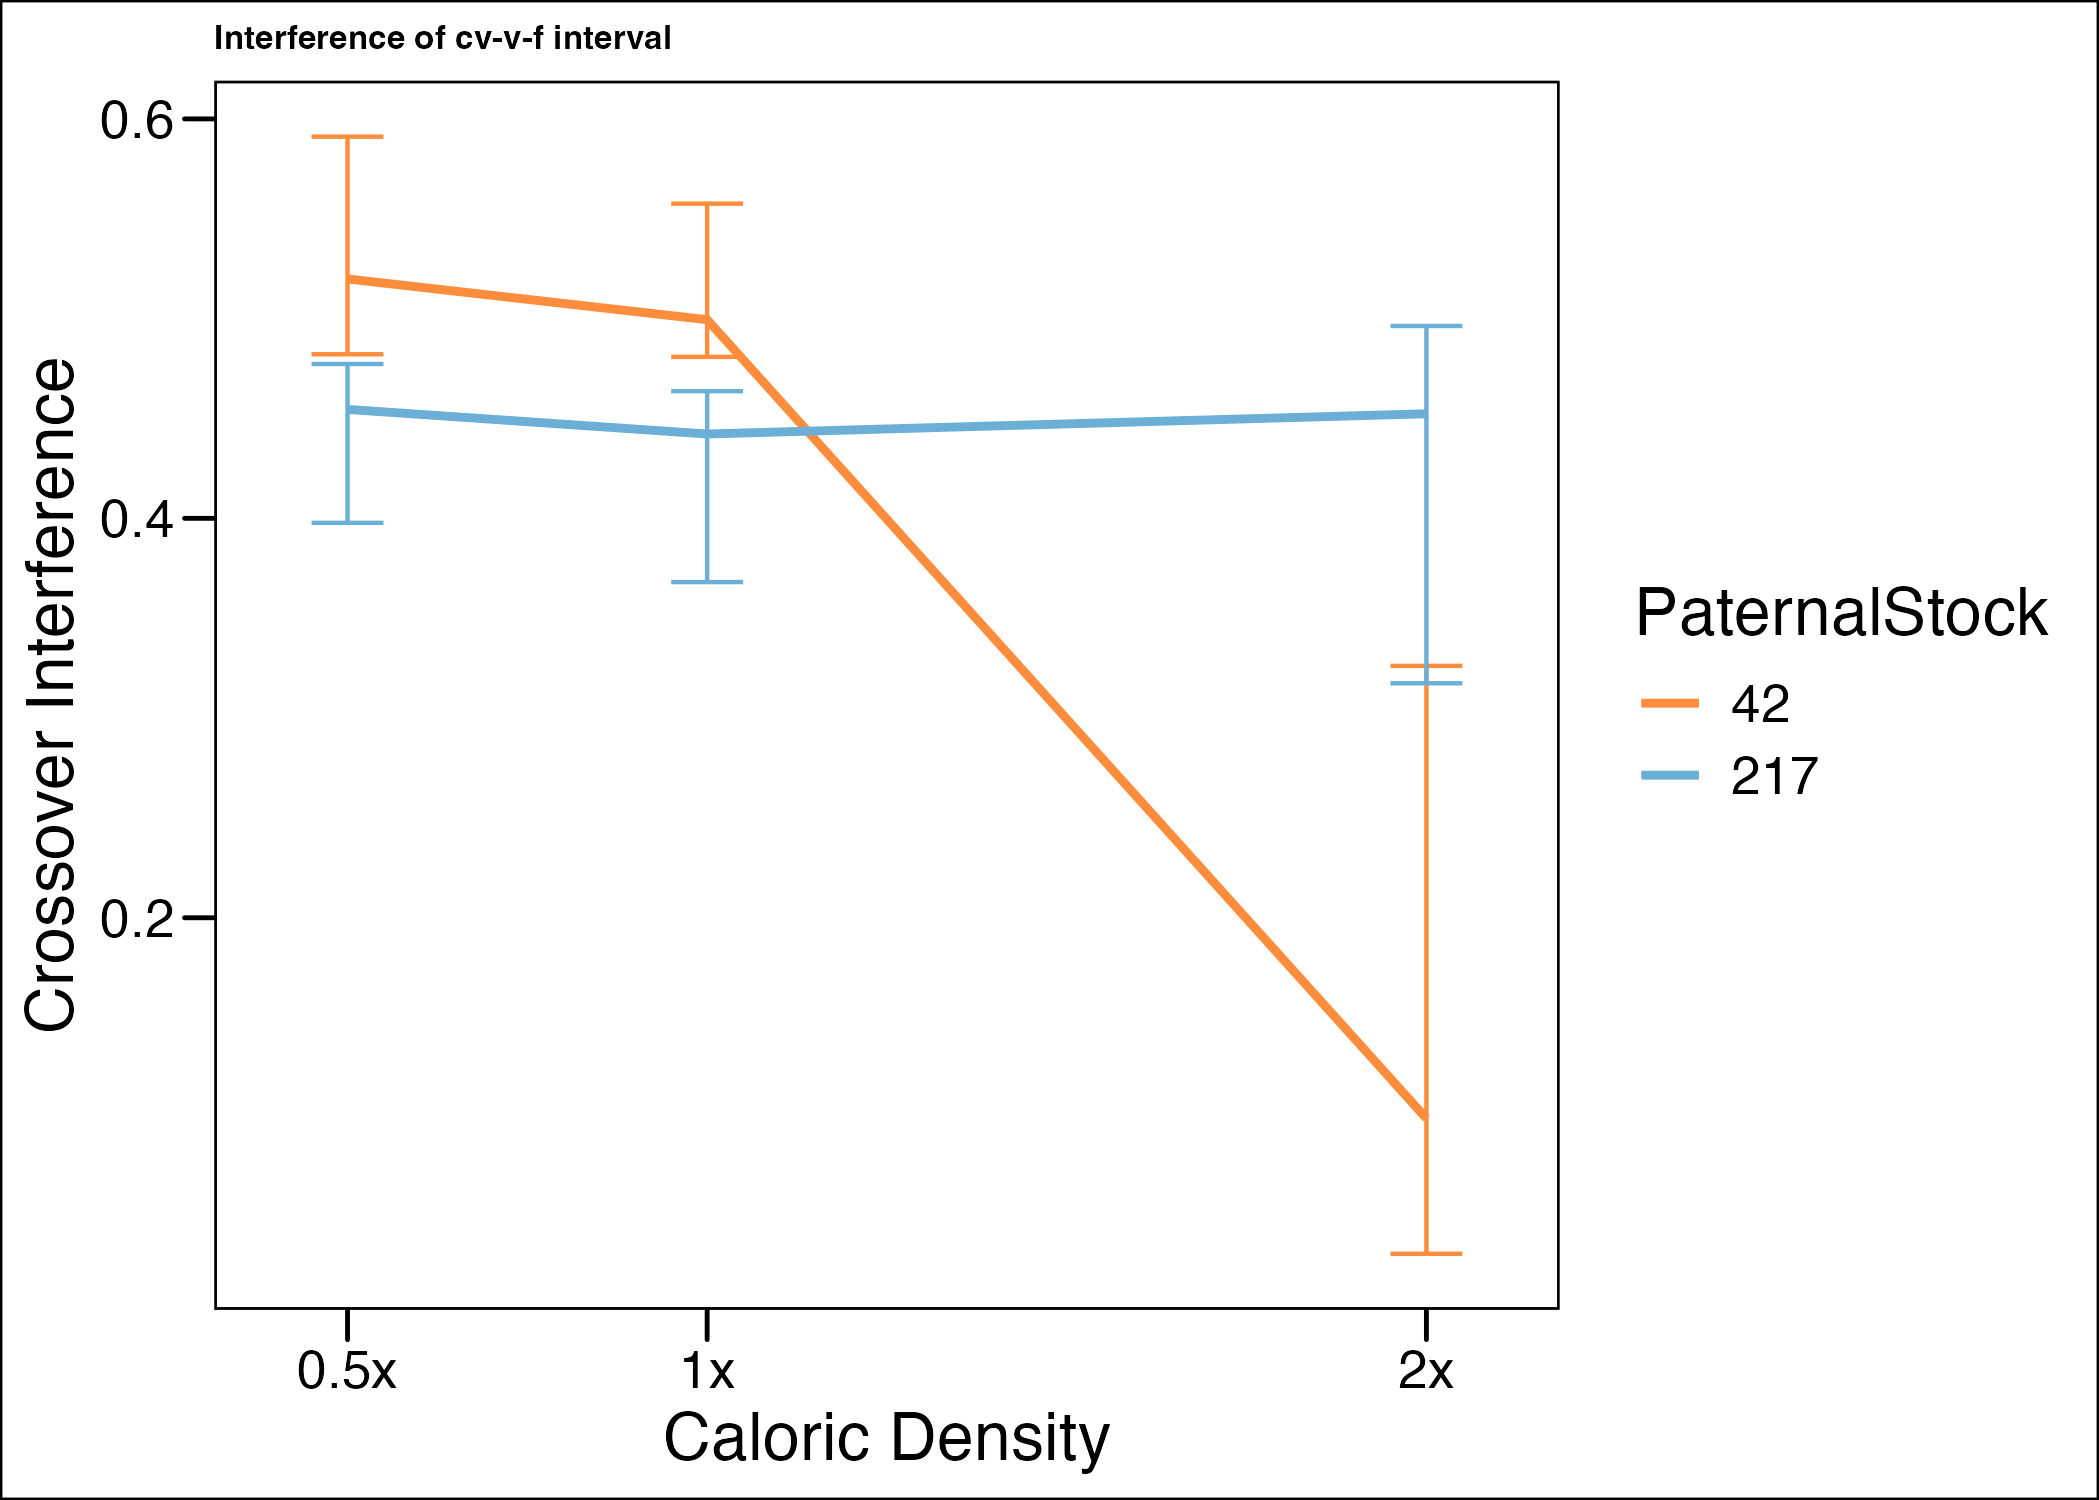 Interference of cv-v-f interval
0.6
0.4
0.2
Crossover Interference
0.5x
1x
2x
Caloric Density
PaternalStock
42
217